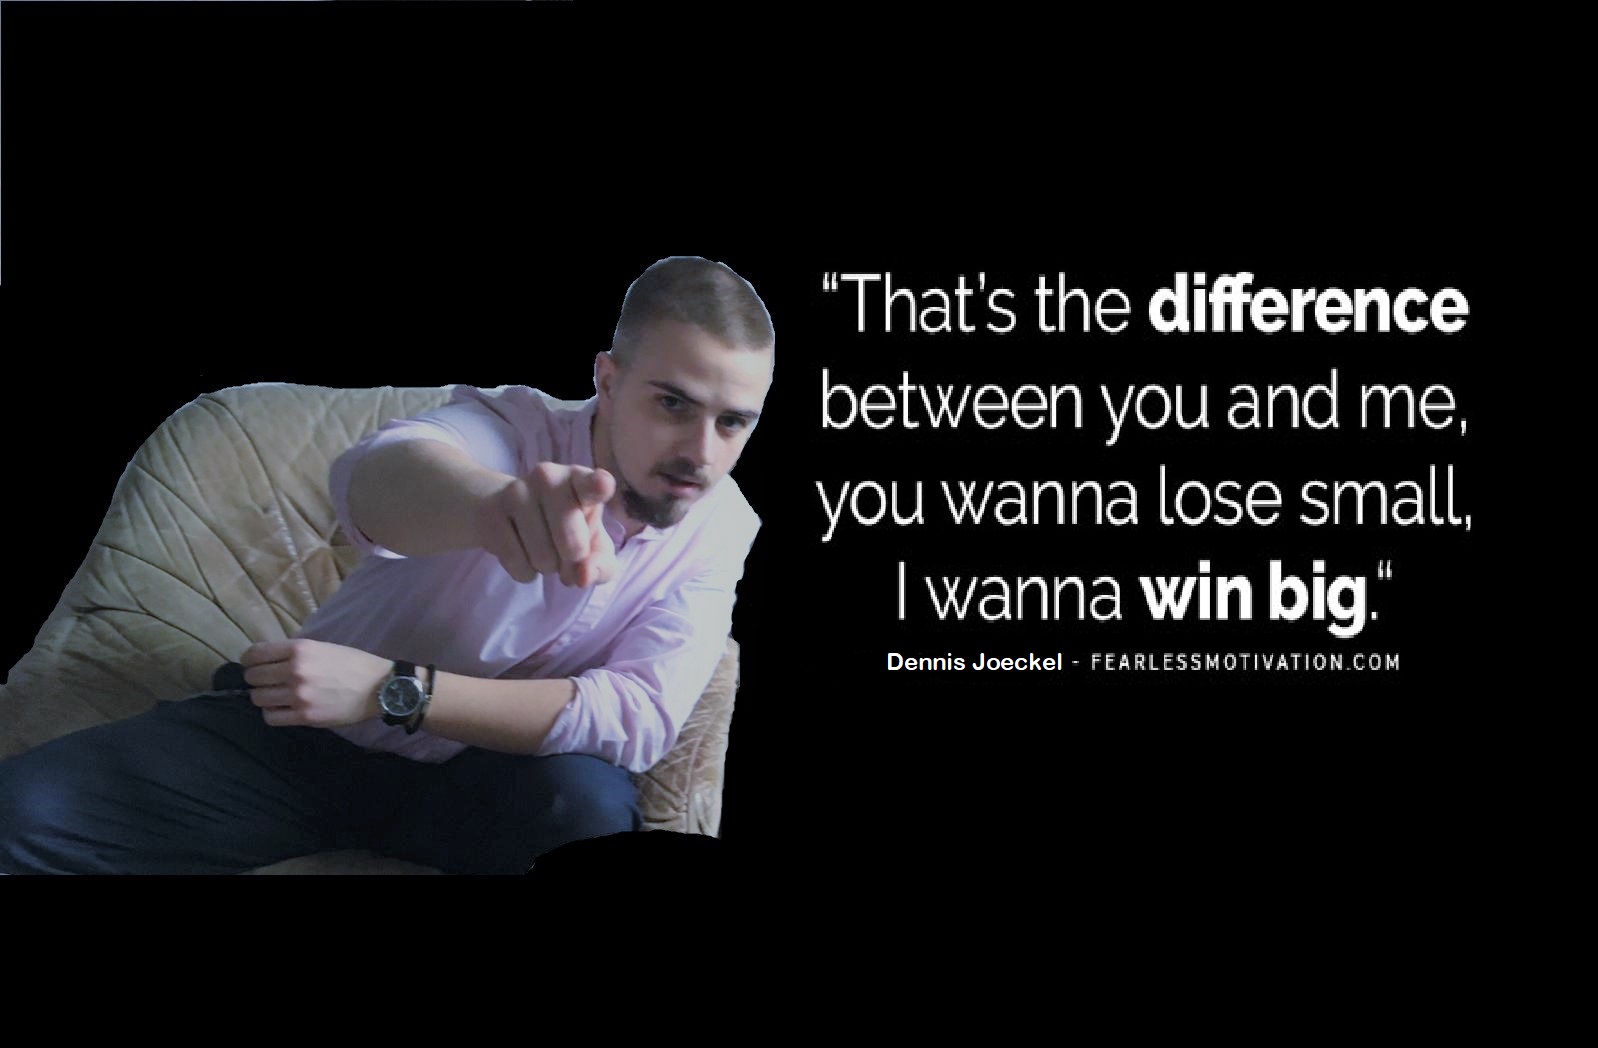 “That’s the difference
between you and me,
you wanna lose small,
I wanna win big.“
Dennis Joeckel - FEARLESSMOTIVATION.COM